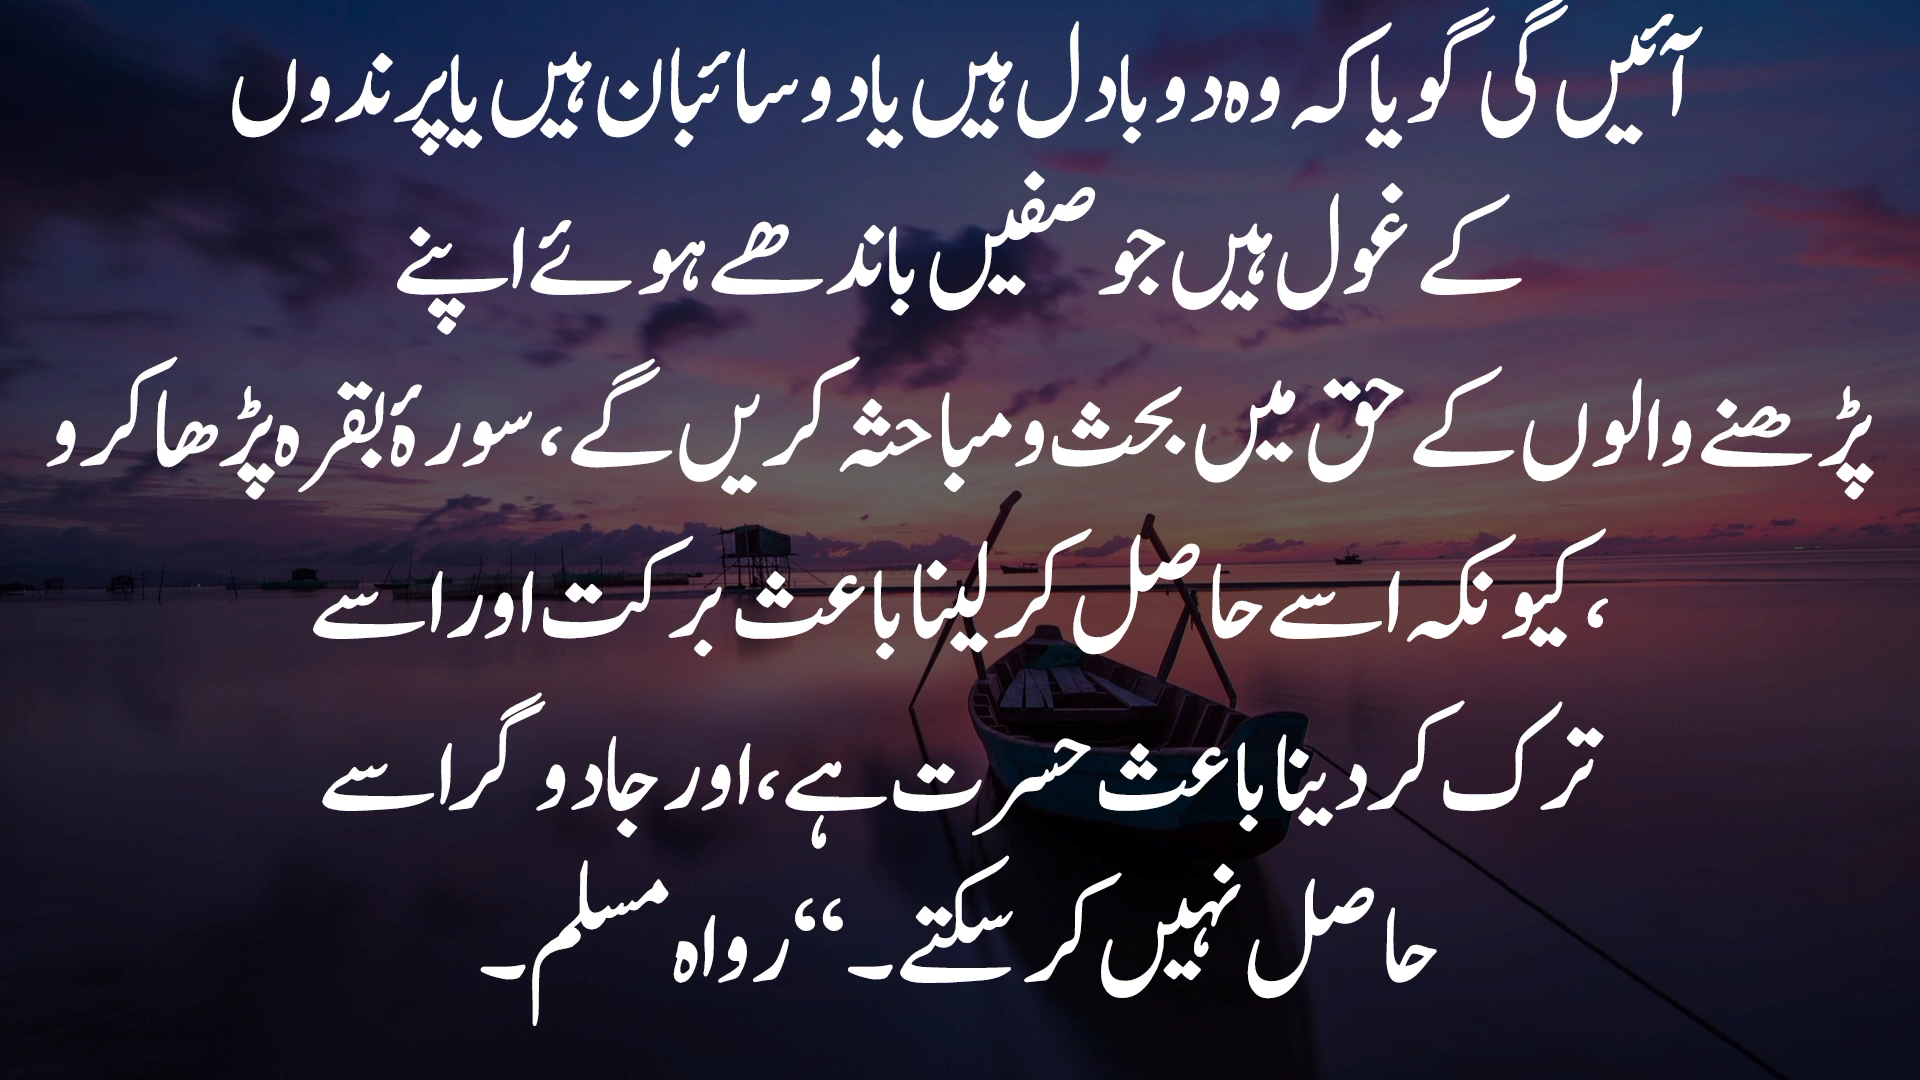 آئیں گی گویا کہ وہ دو بادل ہیں یا دو سائبان ہیں یا پرندوں
کے غول ہیں جو صفیں باندھے ہوئے اپنے
پڑھنے والوں کے حق میں بحث و مباحثہ کریں گے، سورۂ بقرہ پڑھا کرو
، کیونکہ اسے حاصل کر لینا باعث برکت اور اسے
ترک کر دینا باعث حسرت ہے، اور جادو گر اسے
حاصل نہیں کر سکتے۔“ رواہ مسلم۔